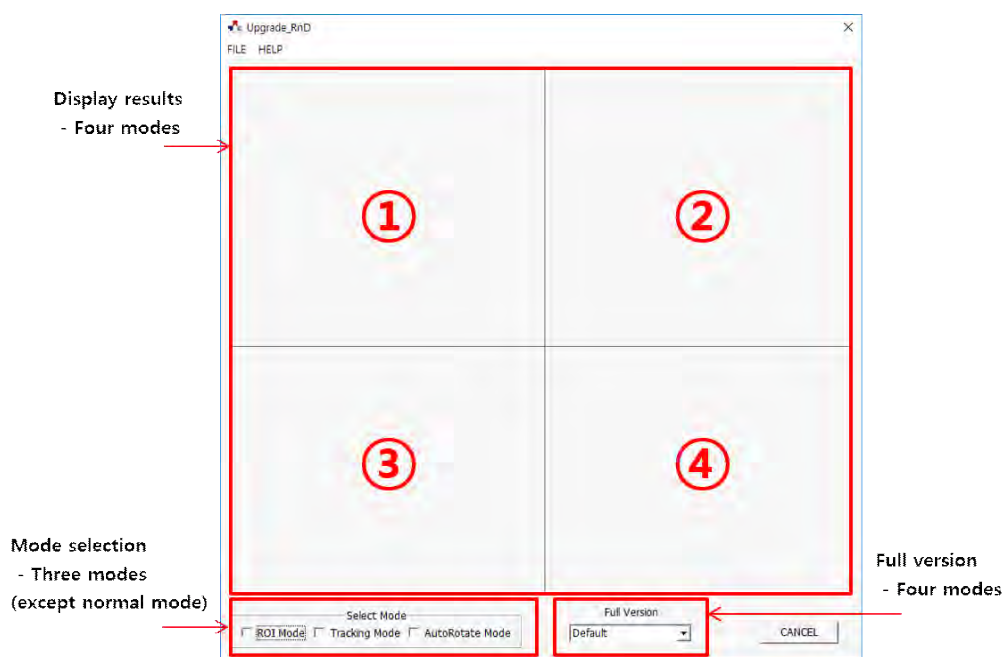 Upgrade_RnD
FILE HELP
Display results
- Four modes
①
②
③
④
Mode selection
- Three modes
(except normal mode)
Select Mode
ROI Mode Tracking Mode AutoRotate Mode
Full Version
Default
CANCEL
Full version
- Four modes